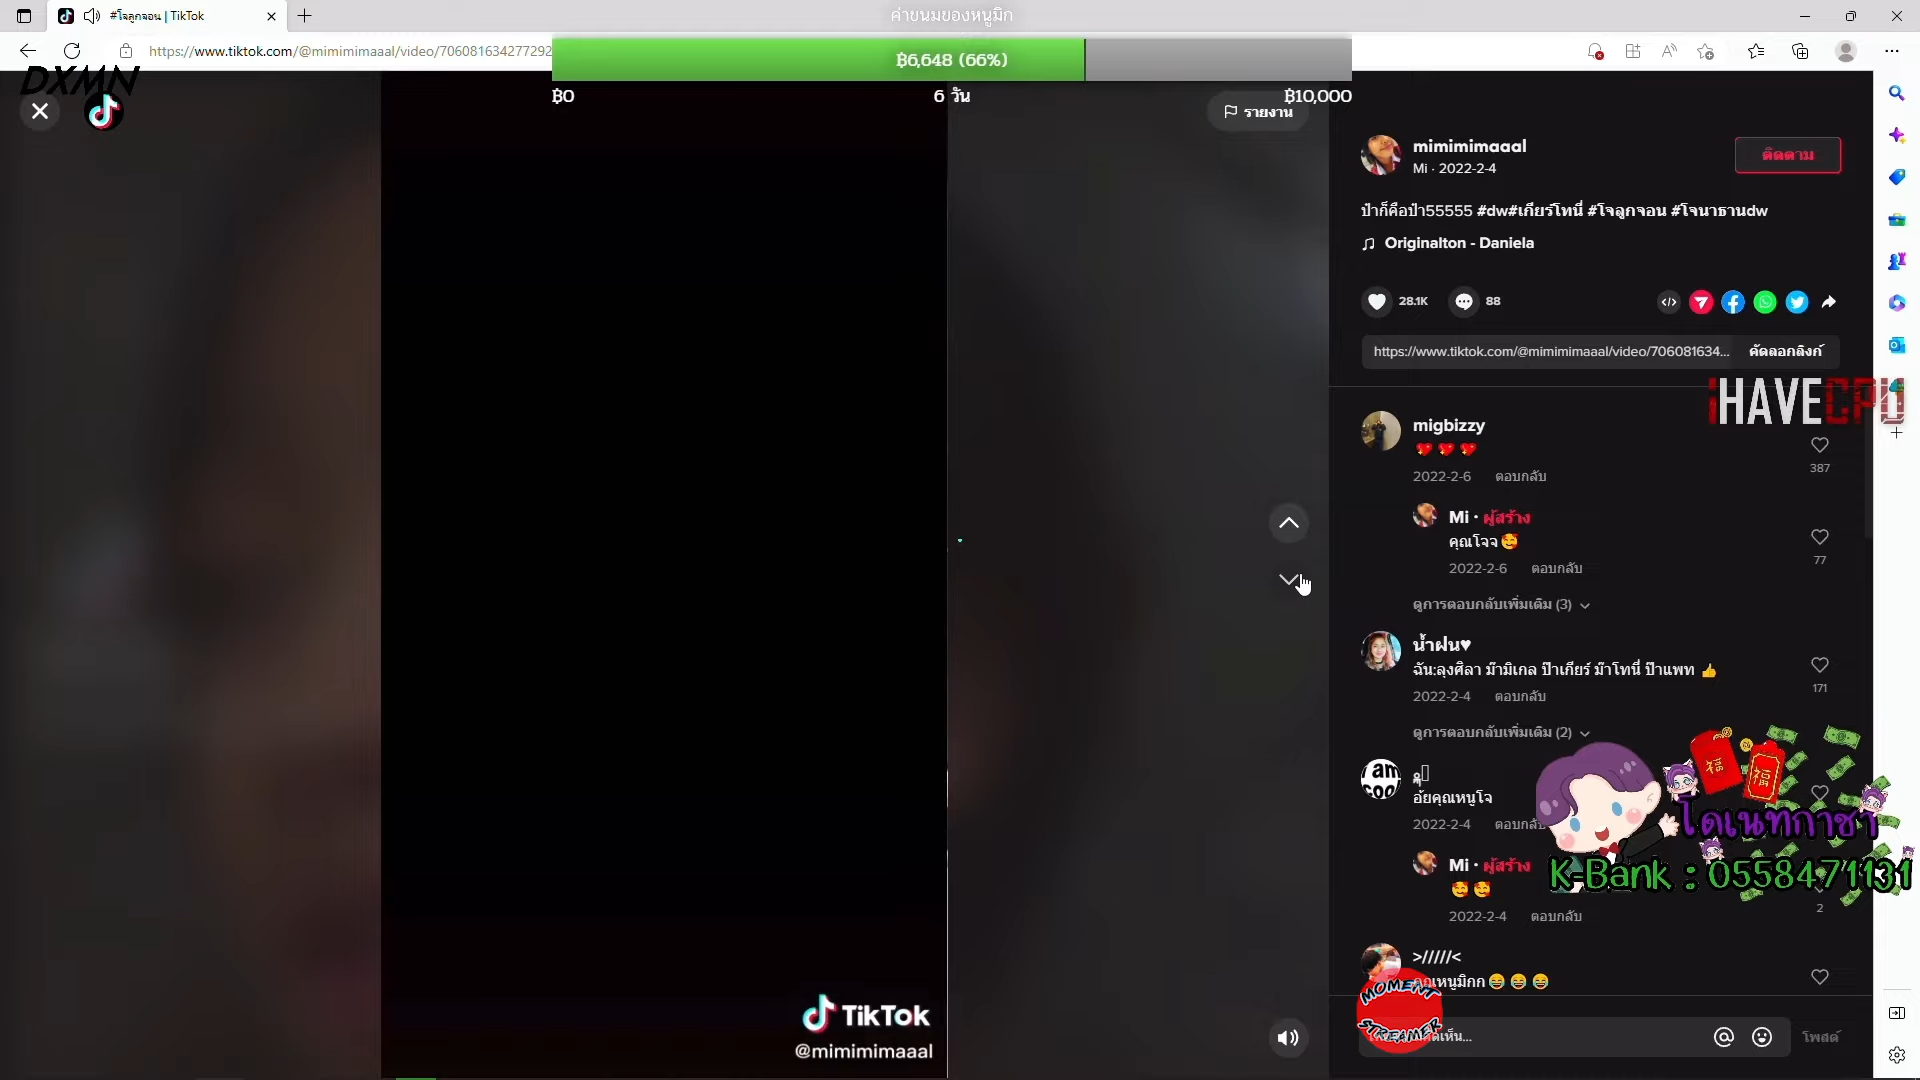 #โจลูกจอน | TikTok
ค่าขนมของหนูมิก
https://www.tiktok.com/@mimimimaaal/video/706081634277292
฿6,648 (66%)
฿0
6 วัน
฿10,000
DXMN
รายงาน
mimimimaaal
Mi · 2022-2-4
ติดตาม
ป๋าก็คือป๋า55555 #dw#เกียร์โทนี่ #โจลูกจอน #โจนาธานdw
Originalton - Daniela
28.1K
88
https://www.tiktok.com/@mimimimaaal/video/706081634...
คัดลอกลิงก์
iHAVECPU
migbizzy
💖 💖 💖
387
2022-2-6 ตอบกลับ
Mi · ผู้สร้าง
คุณโจจ🥰
77
2022-2-6 ตอบกลับ
ดูการตอบกลับเพิ่มเติม (3)
น้ำฝน♥
ฉัน:ลุงศิลา ม๊ามิเกล ป๊าเกียร์ ม๊าโทนี่ ป๊าแพท 👍
171
2022-2-4 ตอบกลับ
ดูการตอบกลับเพิ่มเติม (2)
i am
coo
อ้ยคุณหนูโจ
2022-2-4
福
福
โดเนทกาชา
K-Bank : 0558471131
Mi · ผู้สร้าง
🥰 🥰
2
2022-2-4 ตอบกลับ
>/////<
คุณหนูมิกก 😂 😂 😂
MOMENT
STREAMER
โพสต์
TikTok
@mimimimaaal